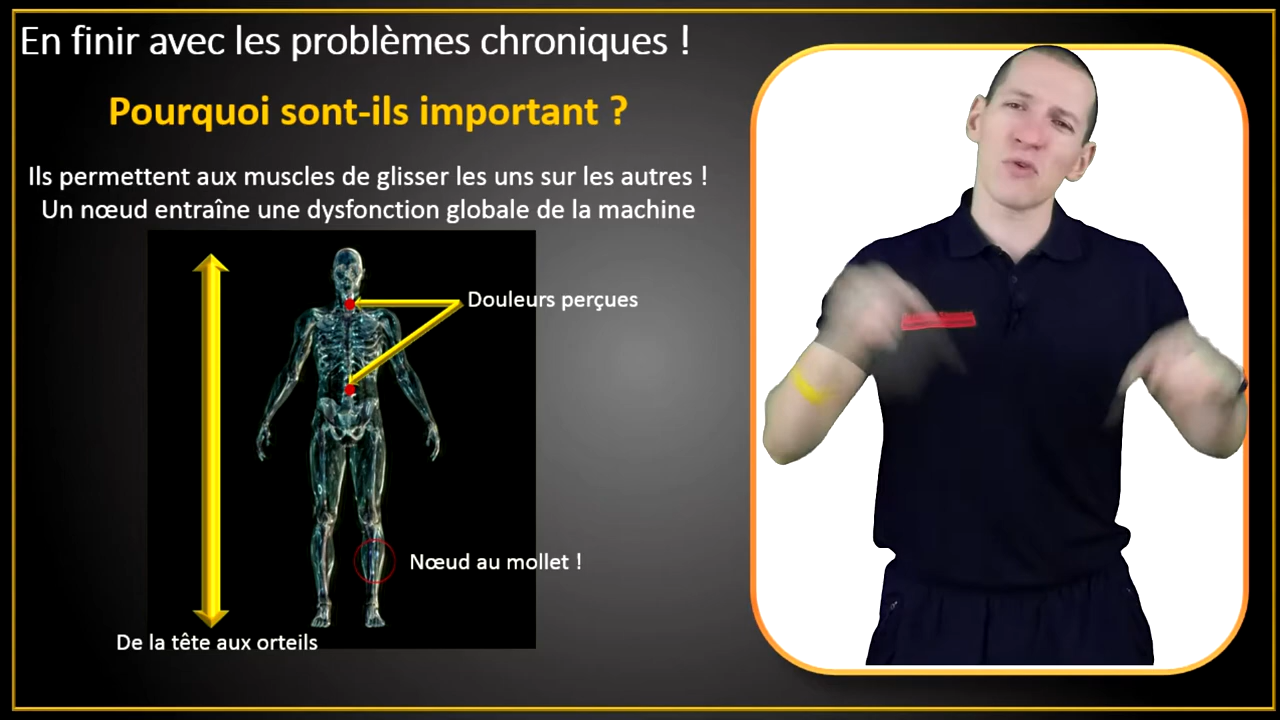 En finir avec les problèmes chroniques !
Pourquoi sont-ils important ?
Ils permettent aux muscles de glisser les uns sur les autres !
Un nœud entraîne une dysfonction globale de la machine
Douleurs perçues
Nœud au mollet !
De la tête aux orteils